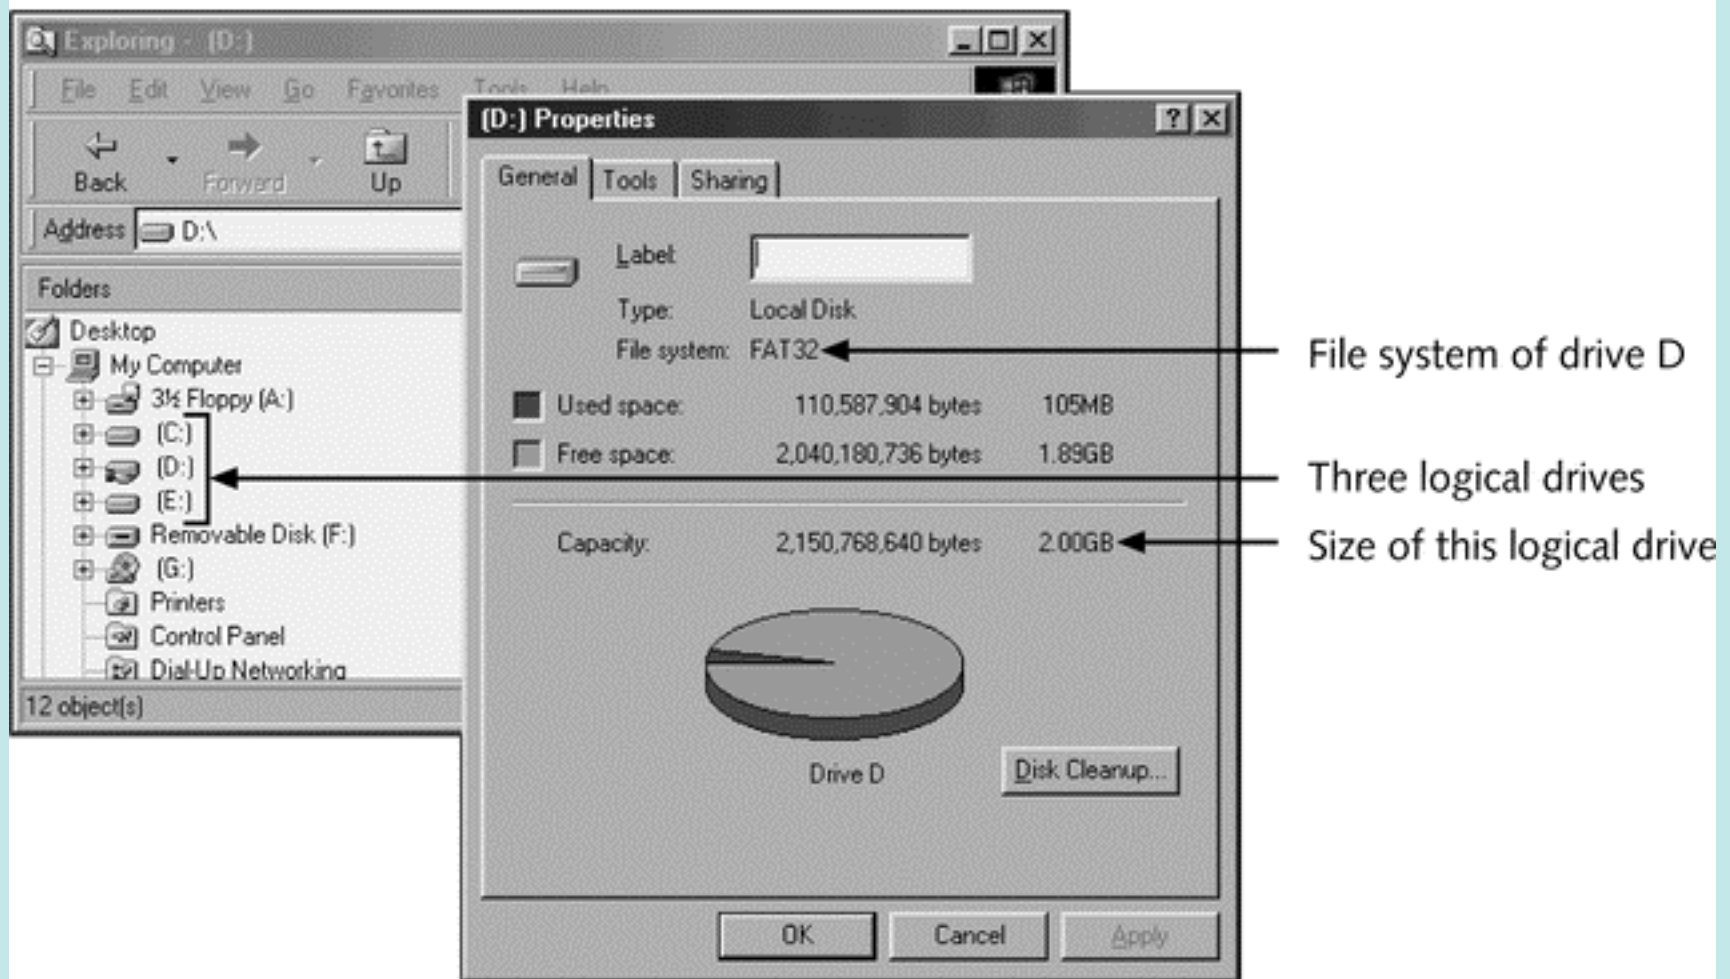 Exploring - (D:)
File Edit View Go Favorites Tools Help
Back Forward Up
Address D:\
Folders
Desktop
My Computer
3½ Floppy (A:)
(C:)
(D:)
(E:)
Removable Disk (F:)
(G:)
Printers
Control Panel
Dial-Up Networking
12 object(s)
(D:) Properties
General Tools Sharing
Label:
Type: Local Disk
File system: FAT32
Used space: 110,587,904 bytes 105MB
Free space: 2,040,180,736 bytes 1.89GB
Capacity: 2,150,768,640 bytes 2.00GB
Drive D
Disk Cleanup...
OK Cancel Apply
File system of drive D
Three logical drives
Size of this logical drive